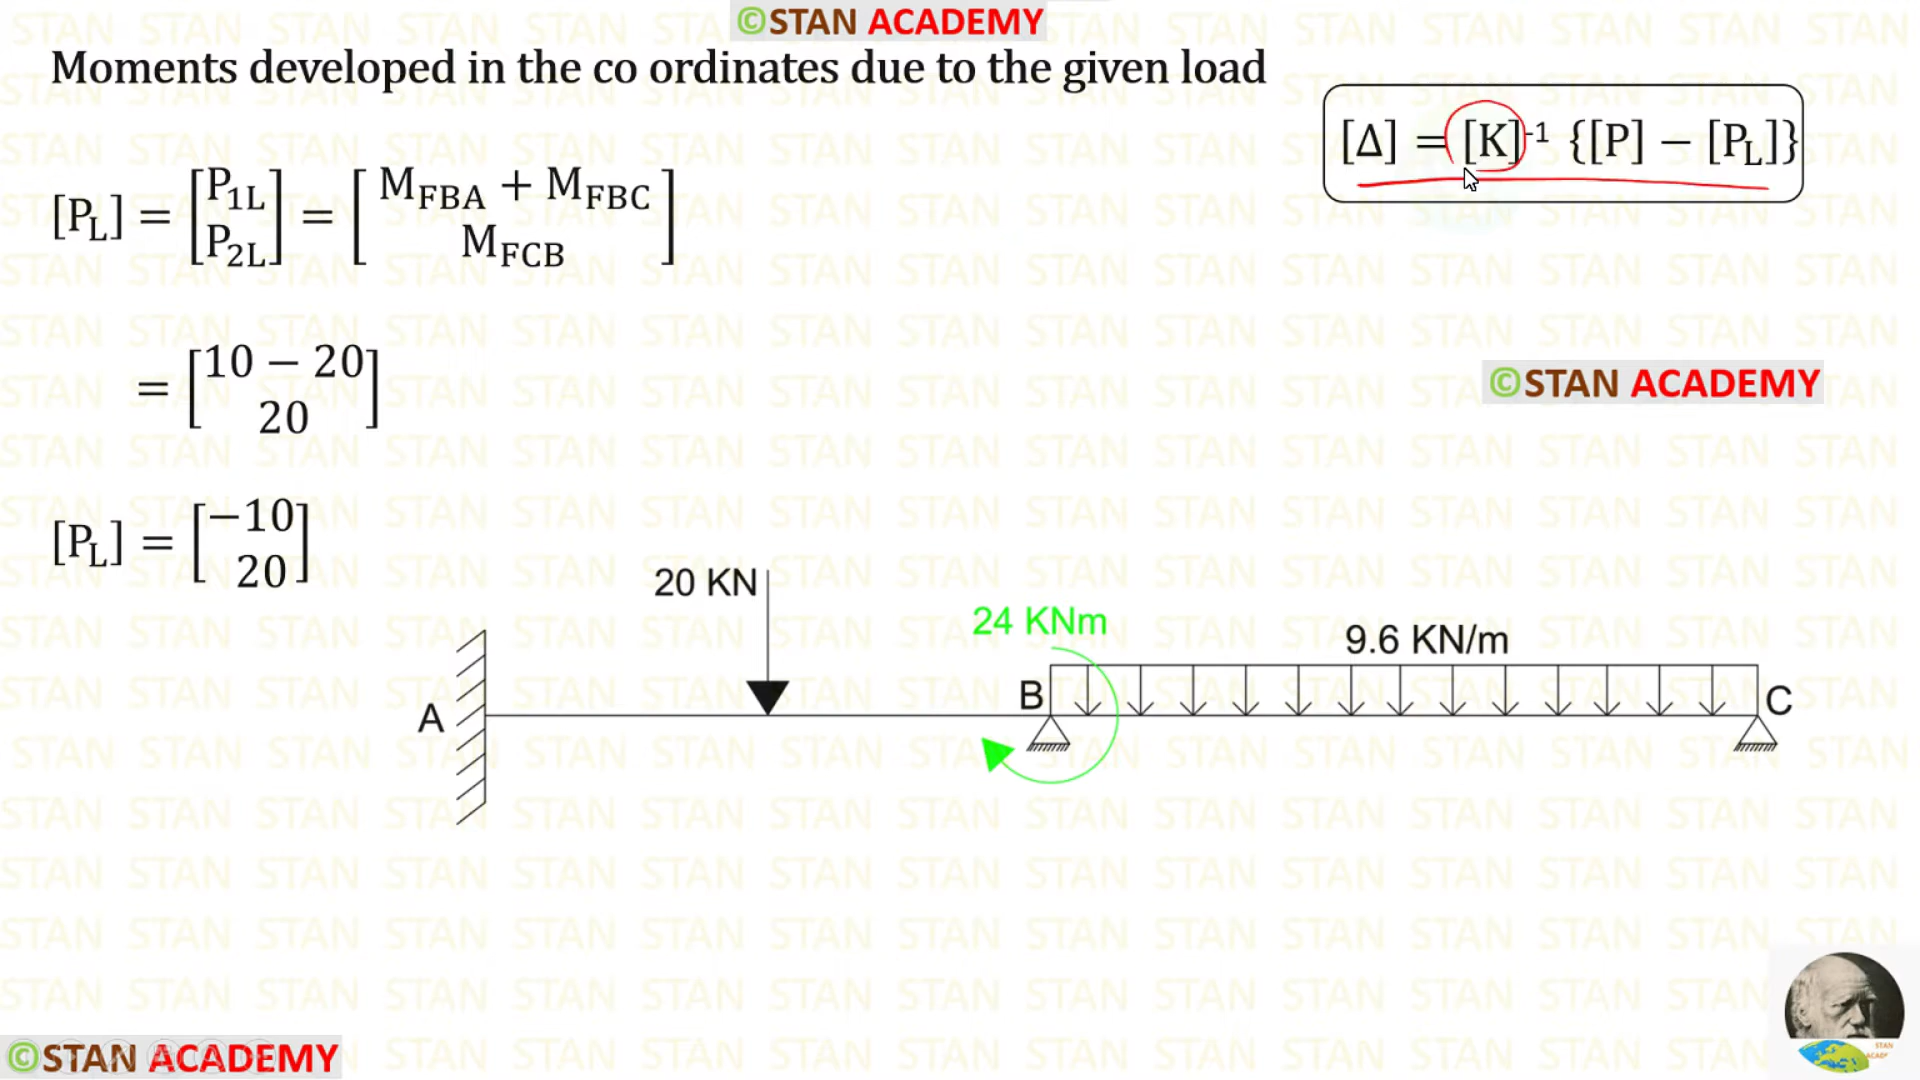 ©STAN ACADEMY
Moments developed in the co ordinates due to the given load
[Δ] = [K]⁻¹ {[P] − [P_L]}
[P_L] = [P_1L; P_2L] = [M_FBA + M_FBC; M_FCB]
= [10 − 20; 20]
©STAN ACADEMY
[P_L] = [−10; 20]
20 KN
24 KNm
9.6 KN/m
A
B
C
©STAN ACADEMY
STAN